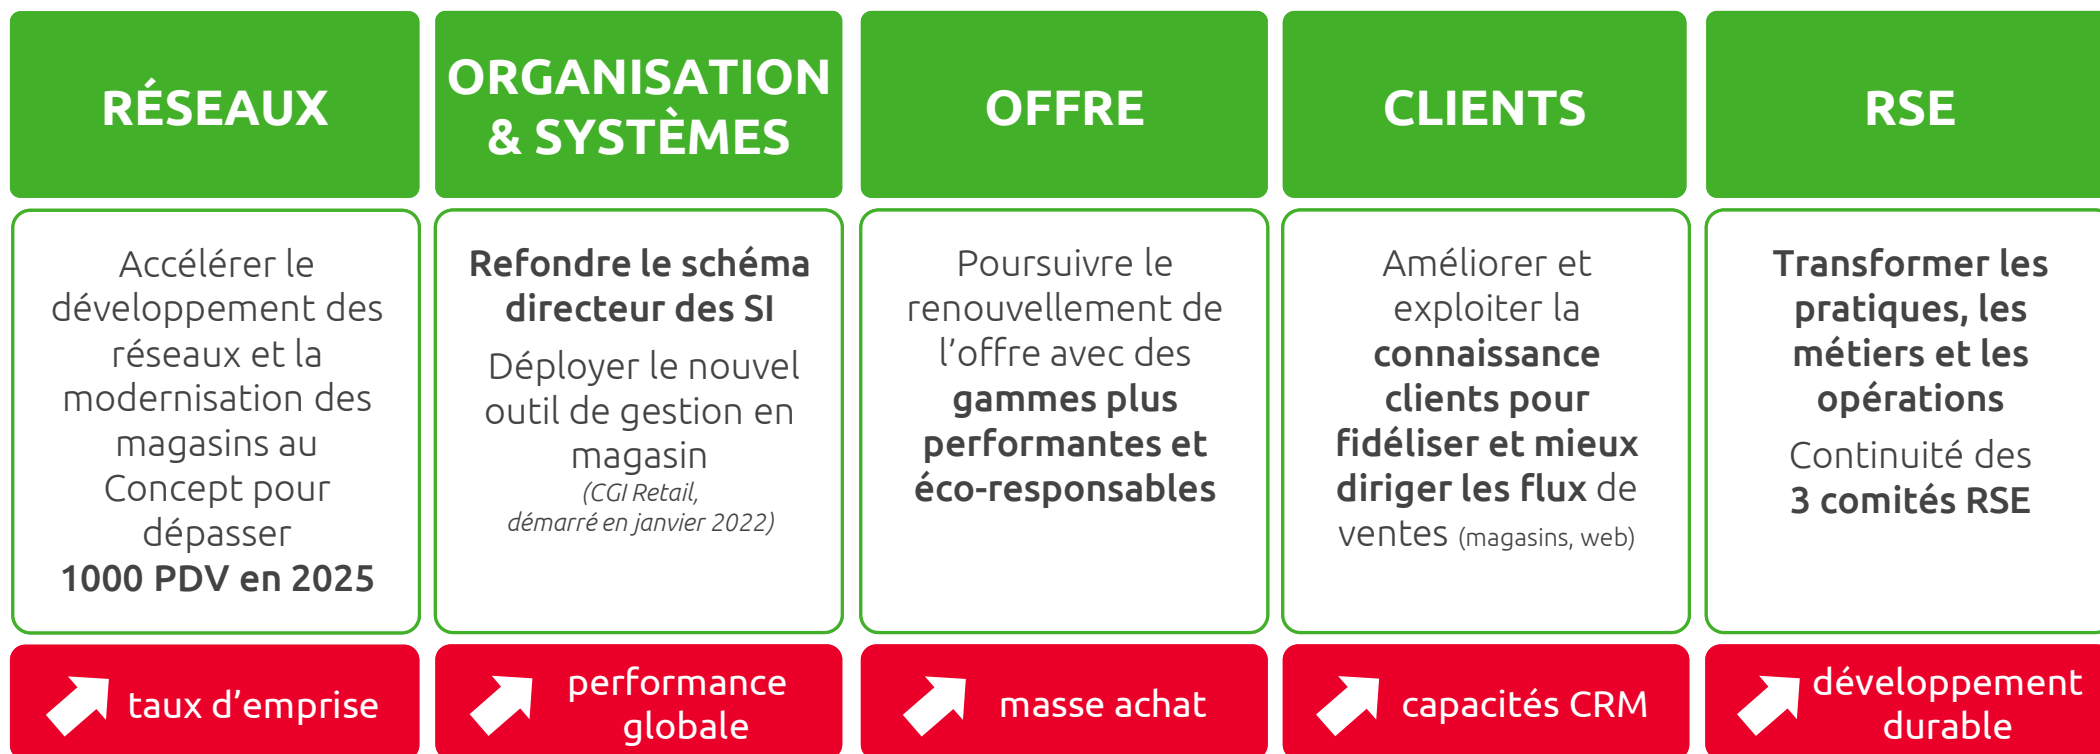 RÉSEAUX
Accélérer le
développement des
réseaux et la
modernisation des
magasins au
Concept pour
dépasser
1000 PDV en 2025
taux d’emprise
ORGANISATION
& SYSTÈMES
Refondre le schéma
directeur des SI
Déployer le nouvel
outil de gestion en
magasin
(CGI Retail,
démarré en janvier 2022)
performance
globale
OFFRE
Poursuivre le
renouvellement de
l’offre avec des
gammes plus
performantes et
éco-responsables
masse achat
CLIENTS
Améliorer et
exploiter la
connaissance
clients pour
fidéliser et mieux
diriger les flux de
ventes (magasins, web)
capacités CRM
RSE
Transformer les
pratiques, les
métiers et les
opérations
Continuité des
3 comités RSE
développement
durable